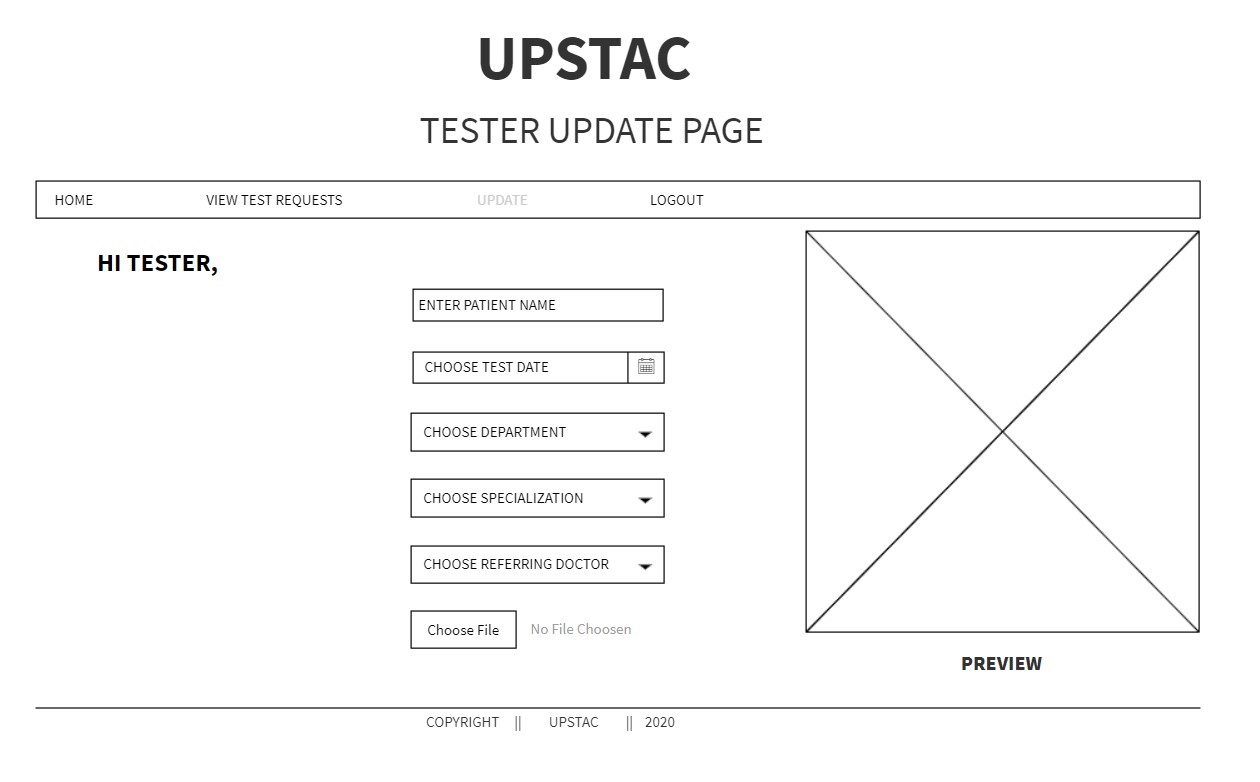 UPSTAC
TESTER UPDATE PAGE
HOME VIEW TEST REQUESTS UPDATE LOGOUT
HI TESTER,
ENTER PATIENT NAME
CHOOSE TEST DATE
CHOOSE DEPARTMENT
CHOOSE SPECIALIZATION
CHOOSE REFERRING DOCTOR
Choose File No File Choosen
PREVIEW
COPYRIGHT || UPSTAC || 2020